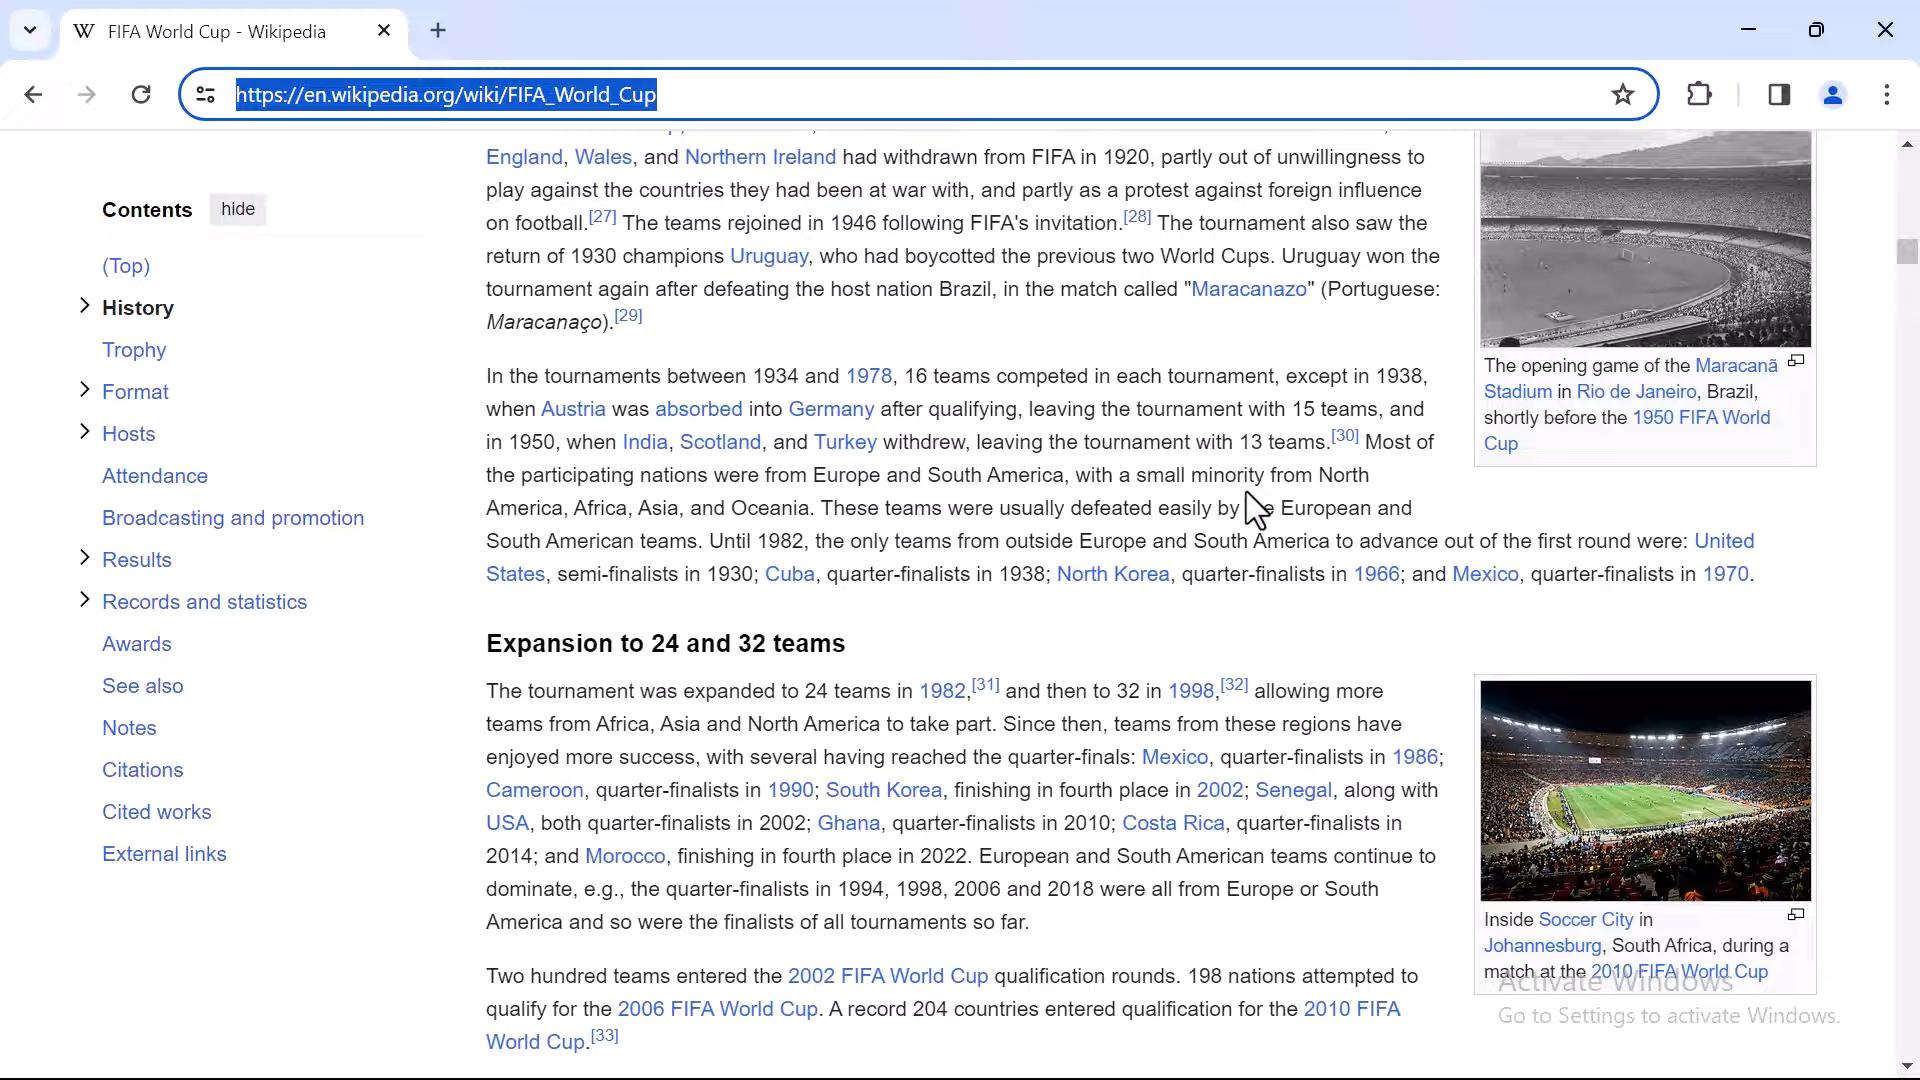 FIFA World Cup - Wikipedia
https://en.wikipedia.org/wiki/FIFA_World_Cup
Contents hide
(Top)
History
Trophy
Format
Hosts
Attendance
Broadcasting and promotion
Results
Records and statistics
Awards
See also
Notes
Citations
Cited works
External links
England, Wales, and Northern Ireland had withdrawn from FIFA in 1920, partly out of unwillingness to
play against the countries they had been at war with, and partly as a protest against foreign influence
on football.[27] The teams rejoined in 1946 following FIFA's invitation.[28] The tournament also saw the
return of 1930 champions Uruguay, who had boycotted the previous two World Cups. Uruguay won the
tournament again after defeating the host nation Brazil, in the match called "Maracanazo" (Portuguese:
Maracanaço).[29]
In the tournaments between 1934 and 1978, 16 teams competed in each tournament, except in 1938,
when Austria was absorbed into Germany after qualifying, leaving the tournament with 15 teams, and
in 1950, when India, Scotland, and Turkey withdrew, leaving the tournament with 13 teams.[30] Most of
the participating nations were from Europe and South America, with a small minority from North
America, Africa, Asia, and Oceania. These teams were usually defeated easily by the European and
South American teams. Until 1982, the only teams from outside Europe and South America to advance out of the first round were: United
States, semi-finalists in 1930; Cuba, quarter-finalists in 1938; North Korea, quarter-finalists in 1966; and Mexico, quarter-finalists in 1970.
The opening game of the Maracanã
Stadium in Rio de Janeiro, Brazil,
shortly before the 1950 FIFA World
Cup
Expansion to 24 and 32 teams
The tournament was expanded to 24 teams in 1982,[31] and then to 32 in 1998,[32] allowing more
teams from Africa, Asia and North America to take part. Since then, teams from these regions have
enjoyed more success, with several having reached the quarter-finals: Mexico, quarter-finalists in 1986;
Cameroon, quarter-finalists in 1990; South Korea, finishing in fourth place in 2002; Senegal, along with
USA, both quarter-finalists in 2002; Ghana, quarter-finalists in 2010; Costa Rica, quarter-finalists in
2014; and Morocco, finishing in fourth place in 2022. European and South American teams continue to
dominate, e.g., the quarter-finalists in 1994, 1998, 2006 and 2018 were all from Europe or South
America and so were the finalists of all tournaments so far.
Two hundred teams entered the 2002 FIFA World Cup qualification rounds. 198 nations attempted to
qualify for the 2006 FIFA World Cup. A record 204 countries entered qualification for the 2010 FIFA
World Cup.[33]
Inside Soccer City in
Johannesburg, South Africa, during a
match at the 2010 FIFA World Cup
Activate Windows
Go to Settings to activate Windows.